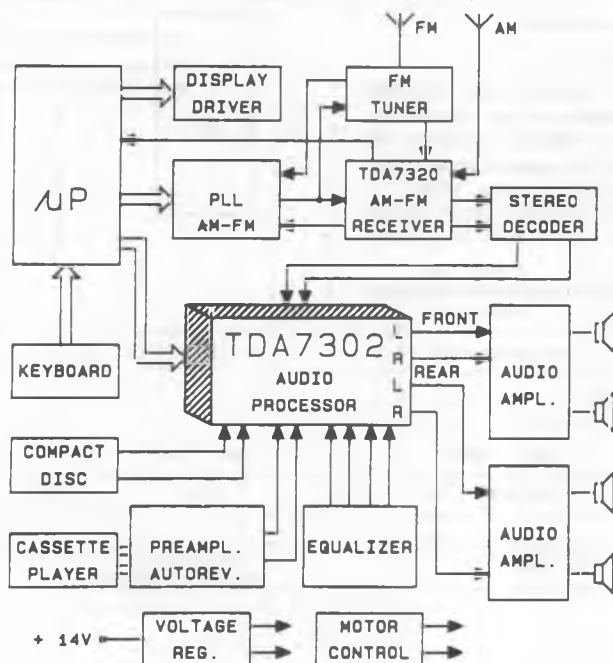 FM
AM
DISPLAY
DRIVER
FM
TUNER
μP
PLL
AM-FM
TDA7320
AM-FM
RECEIVER
STEREO
DECODER
KEYBOARD
TDA7302
AUDIO
PROCESSOR
L
R
L
R
FRONT
REAR
AUDIO
AMPL.
COMPACT
DISC
CASSETTE
PLAYER
PREAMPL.
AUTOREV.
EQUALIZER
AUDIO
AMPL.
+ 14V
VOLTAGE
REG.
MOTOR
CONTROL